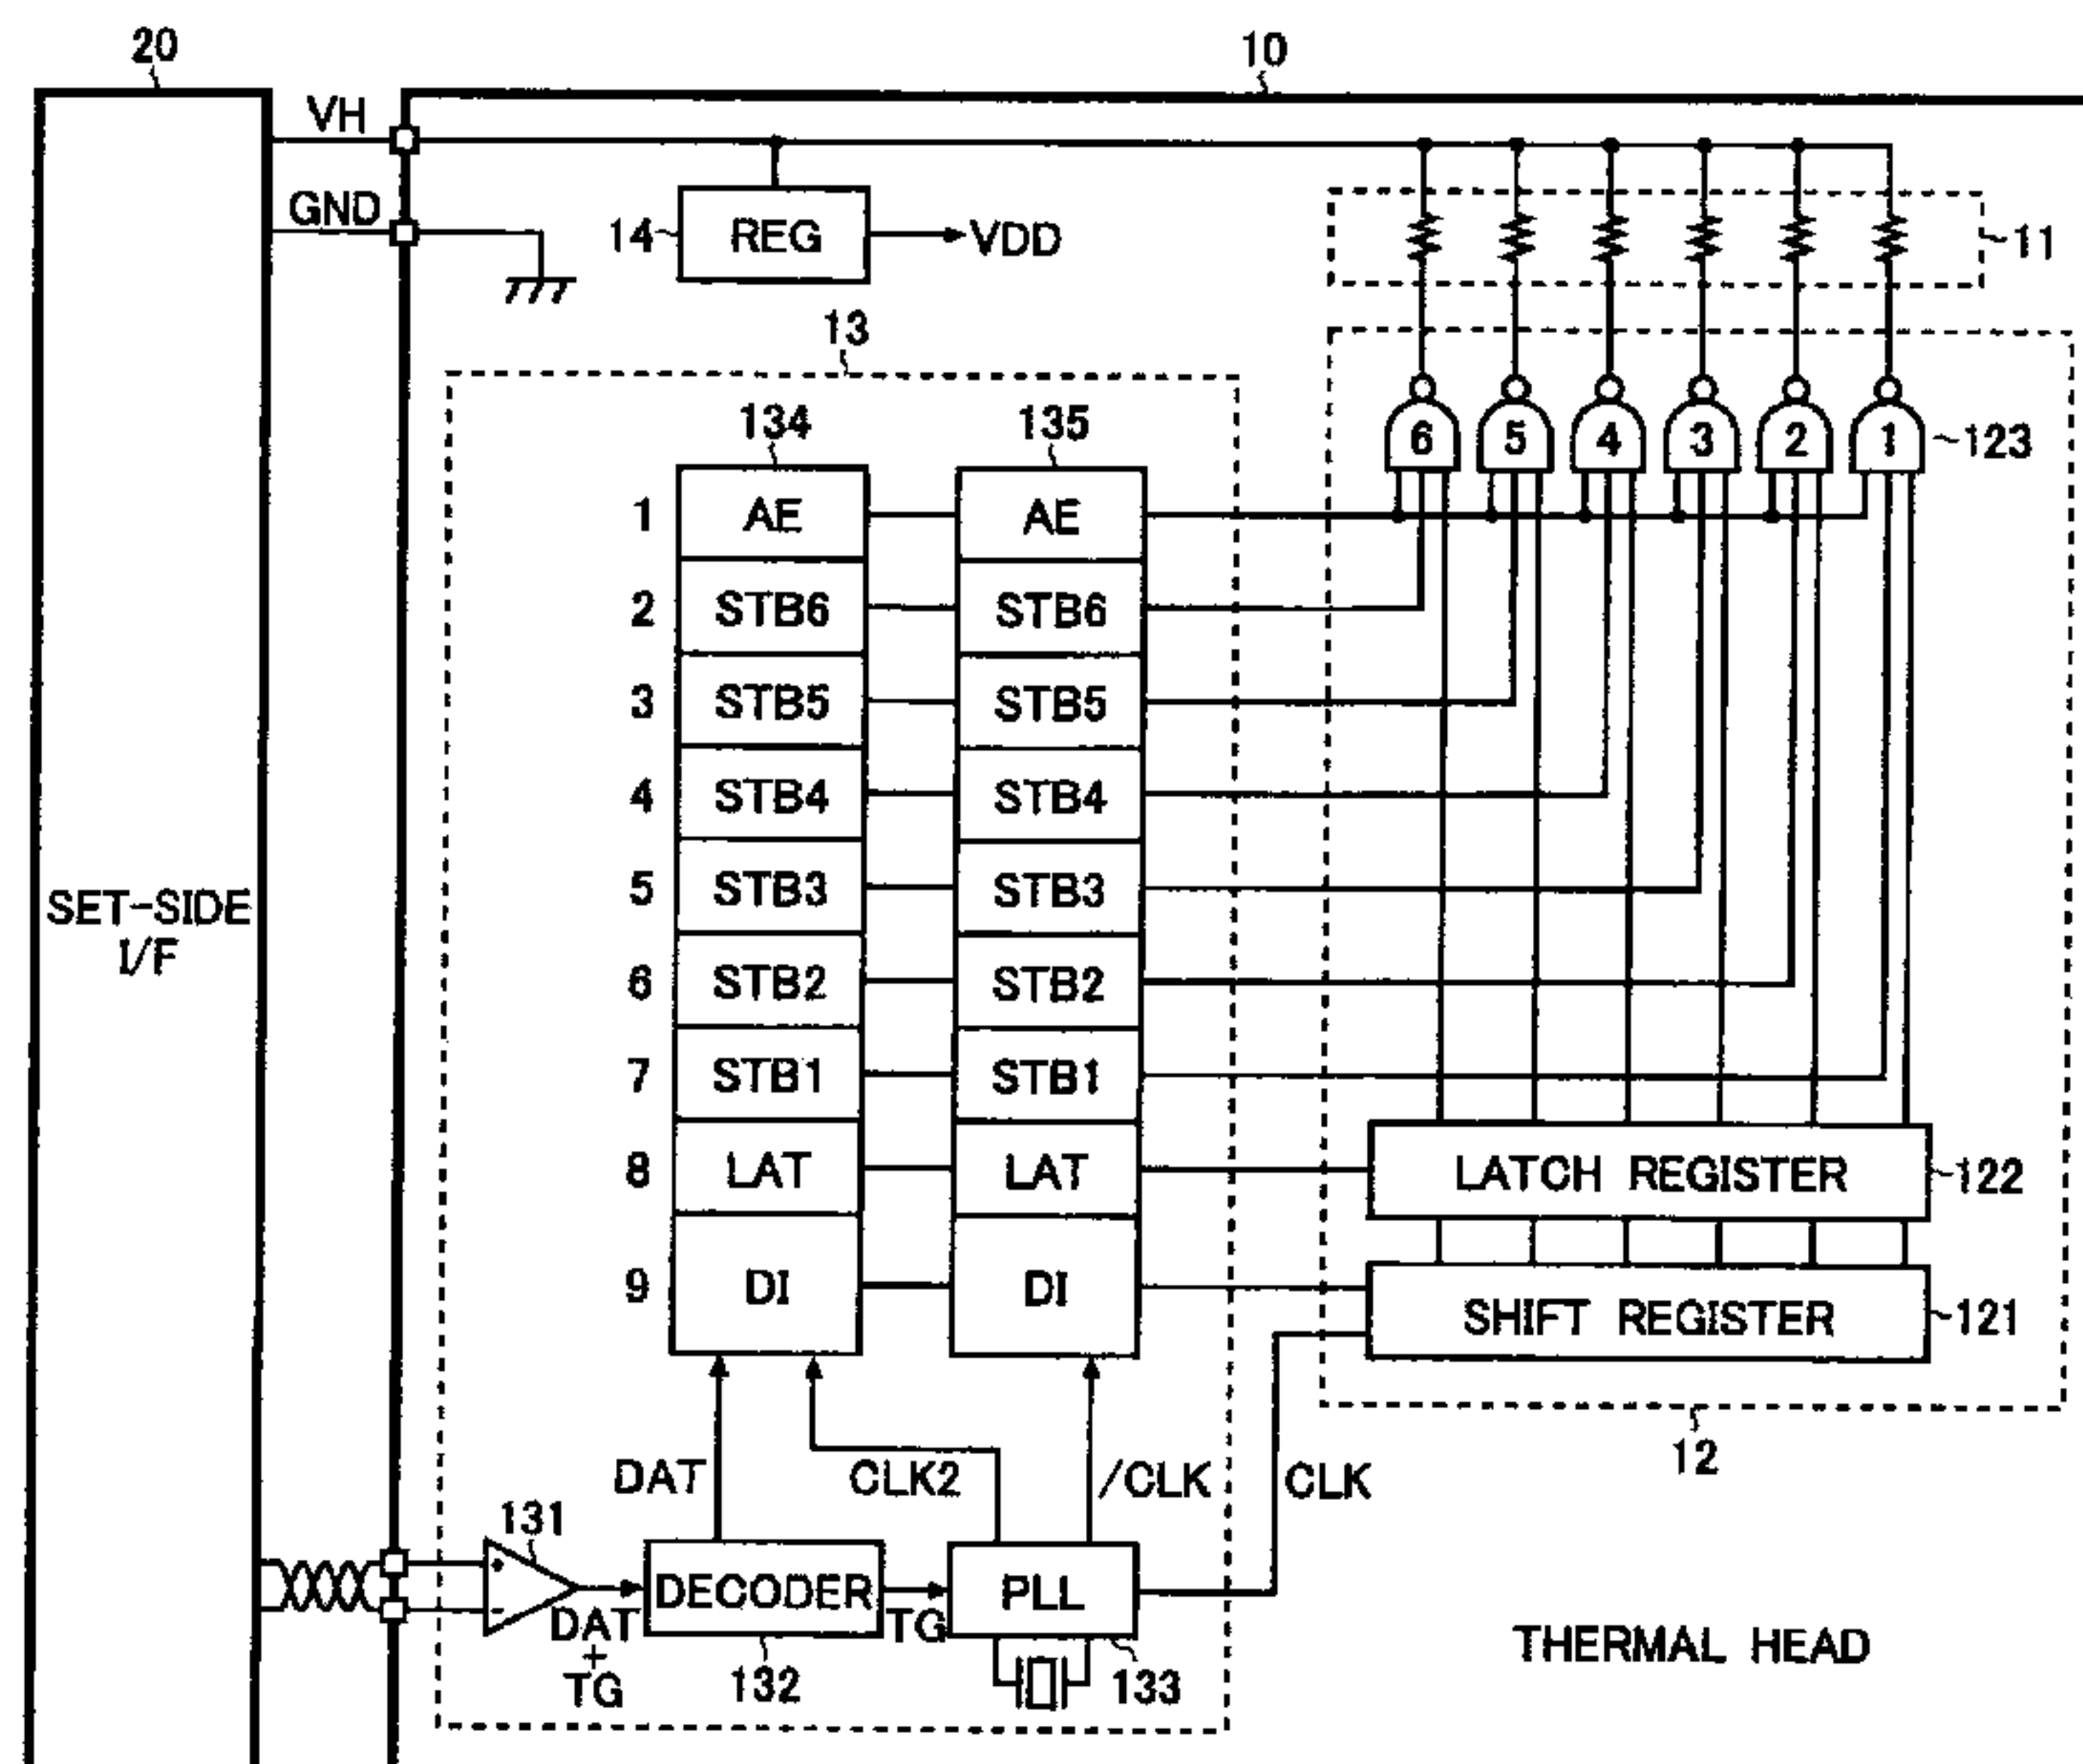 20
10
VH
GND
14
REG
VDD
11
13
134
135
6 5 4 3 2 1
123
1 AE AE
2 STB6 STB6
3 STB5 STB5
4 STB4 STB4
5 STB3 STB3
SET-SIDE
I/F
6 STB2 STB2
7 STB1 STB1
8 LAT LAT
LATCH REGISTER
122
9 DI DI
SHIFT REGISTER
121
12
DAT
CLK2
/CLK
CLK
131
+
-
DECODER
PLL
DAT
+
TG
TG
132
133
THERMAL HEAD